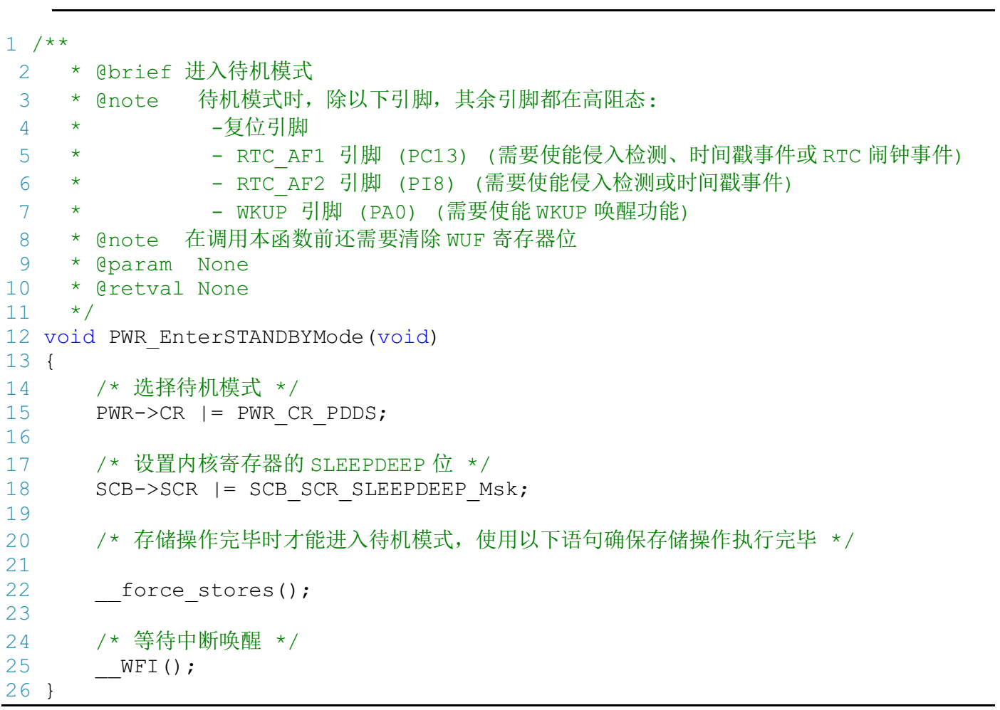 1 /**
2 * @brief 进入待机模式
3 * @note 待机模式时，除以下引脚，其余引脚都在高阻态:
4 * -复位引脚
5 * - RTC_AF1 引脚 (PC13) (需要使能侵入检测、时间戳事件或 RTC 闹钟事件)
6 * - RTC_AF2 引脚 (PI8) (需要使能侵入检测或时间戳事件)
7 * - WKUP 引脚 (PA0) (需要使能 WKUP 唤醒功能)
8 * @note 在调用本函数前还需要清除 WUF 寄存器位
9 * @param None
10 * @retval None
11 */
12 void PWR_EnterSTANDBYMode(void)
13 {
14 /* 选择待机模式 */
15 PWR->CR |= PWR_CR_PDDS;
16
17 /* 设置内核寄存器的 SLEEPDEEP 位 */
18 SCB->SCR |= SCB_SCR_SLEEPDEEP_Msk;
19
20 /* 存储操作完毕时才能进入待机模式，使用以下语句确保存储操作执行完毕 */
21
22 __force_stores();
23
24 /* 等待中断唤醒 */
25 __WFI();
26 }